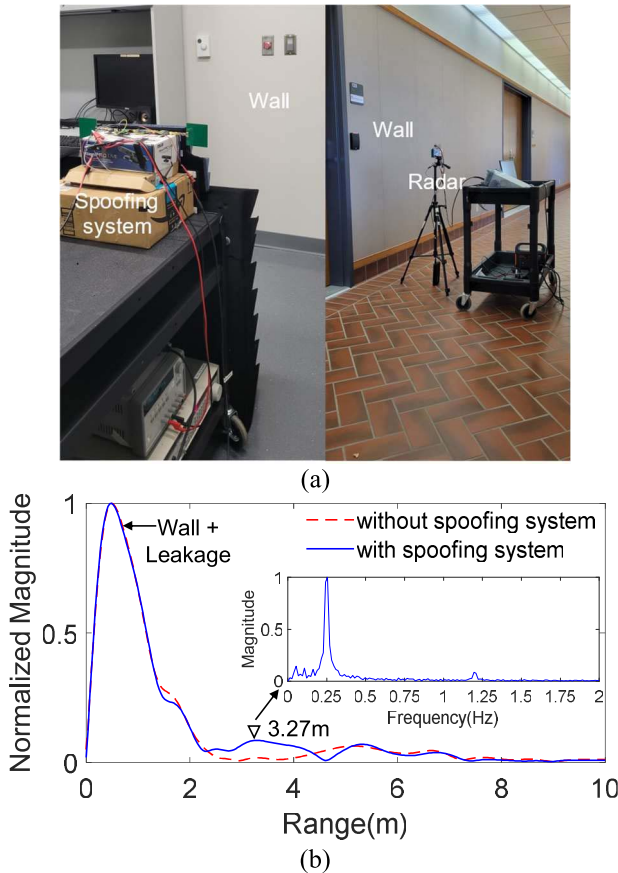 Wall
Wall
Radar
Spoofing
system
(a)
Normalized Magnitude
1
0.5
0
Wall +
Leakage
without spoofing system
with spoofing system
Magnitude
1
0.5
0
0 0.25 0.5 0.75 1 1.25 1.5 1.75 2
Frequency(Hz)
3.27m
0 2 4 6 8 10
Range(m)
(b)